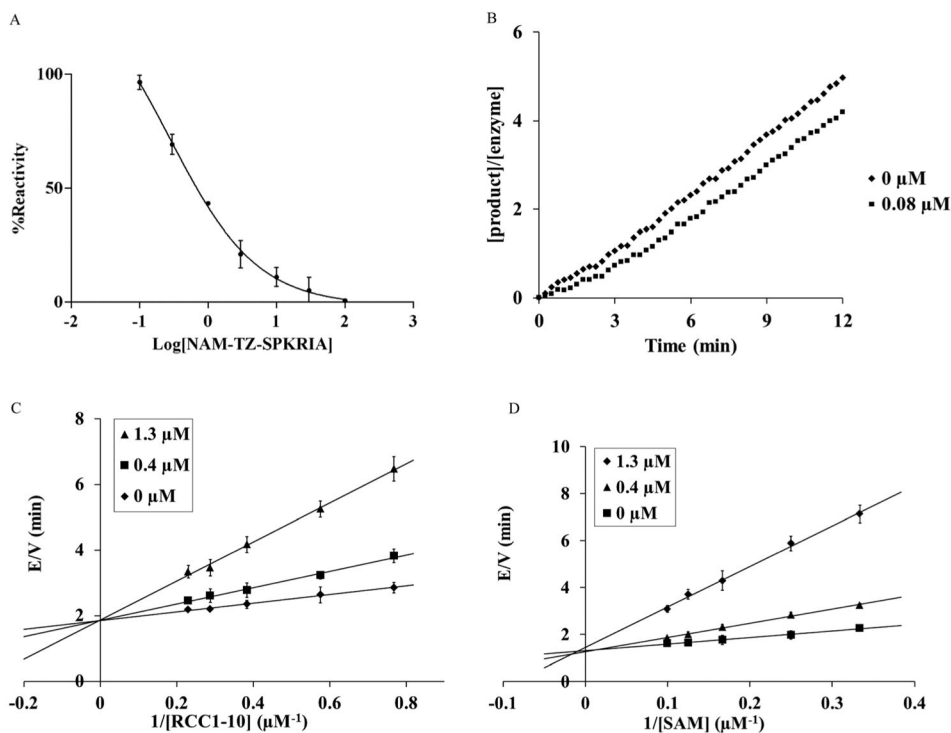 A
%Reactivity
100
50
0
-2 -1 0 1 2 3
Log[NAM-TZ-SPKRIA]
B
[product]/[enzyme]
6
4
2
0
0 3 6 9 12
Time (min)
0 µM
0.08 µM
C
E/V (min)
8
6
4
2
0
-0.2 0 0.2 0.4 0.6 0.8
1/[RCC1-10] (µM-1)
1.3 µM
0.4 µM
0 µM
D
E/V (min)
10
8
6
4
2
0
-0.1 0 0.1 0.2 0.3 0.4
1/[SAM] (µM-1)
1.3 µM
0.4 µM
0 µM